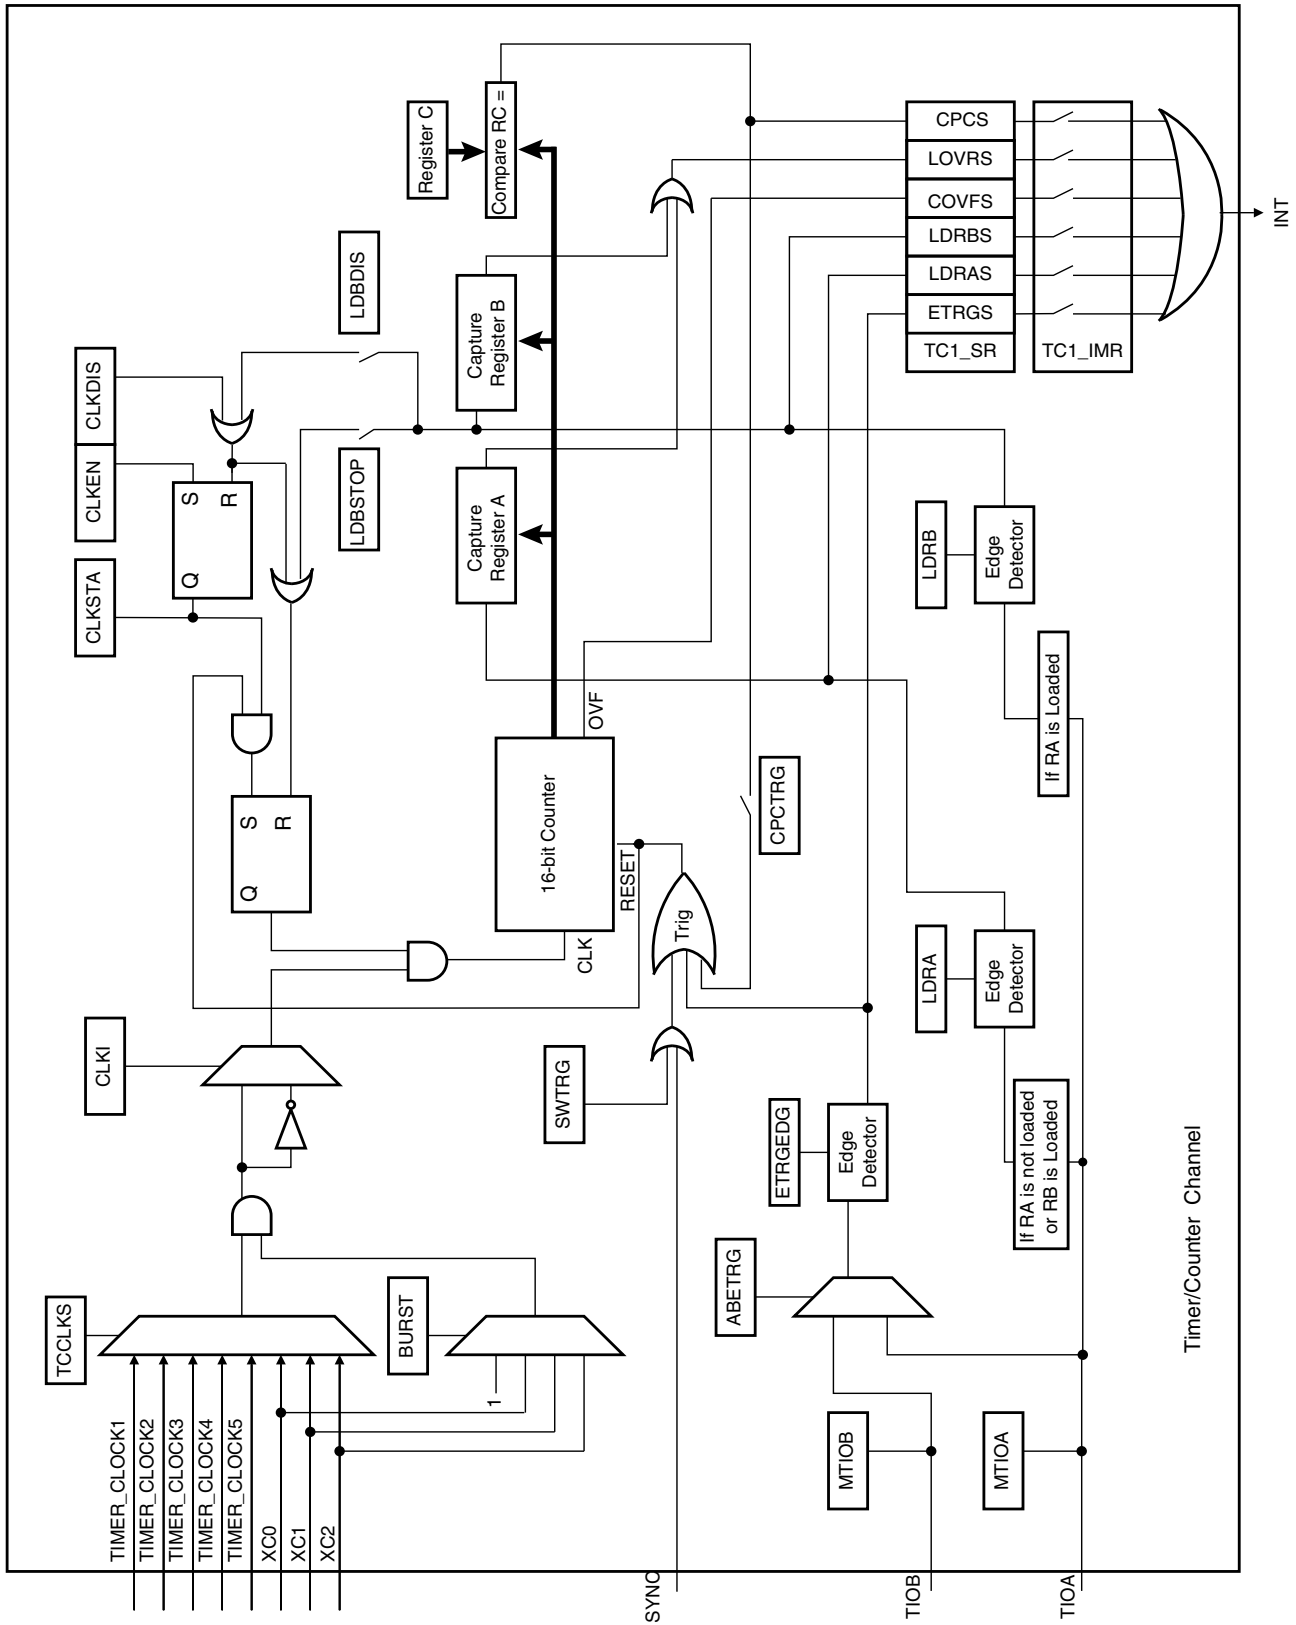 TCCLKS
TIMER_CLOCK1
TIMER_CLOCK2
TIMER_CLOCK3
TIMER_CLOCK4
TIMER_CLOCK5
XC0
XC1
XC2
BURST
1
CLKI
CLKSTA
CLKEN
CLKDIS
Q
S
R
Q
S
R
LDBSTOP
LDBDIS
Register C
Capture
Register A
Capture
Register B
Compare RC =
16-bit Counter
CLK
OVF
RESET
SWTRG
Trig
CPCTRG
SYNC
ABETRG
ETRGEDG
Edge
Detector
MTIOB
TIOB
MTIOA
TIOA
LDRA
Edge
Detector
If RA is not loaded
or RB is Loaded
LDRB
Edge
Detector
If RA is Loaded
CPCS
LOVRS
COVFS
LDRBS
LDRAS
ETRGS
TC1_SR
TC1_IMR
INT
Timer/Counter Channel